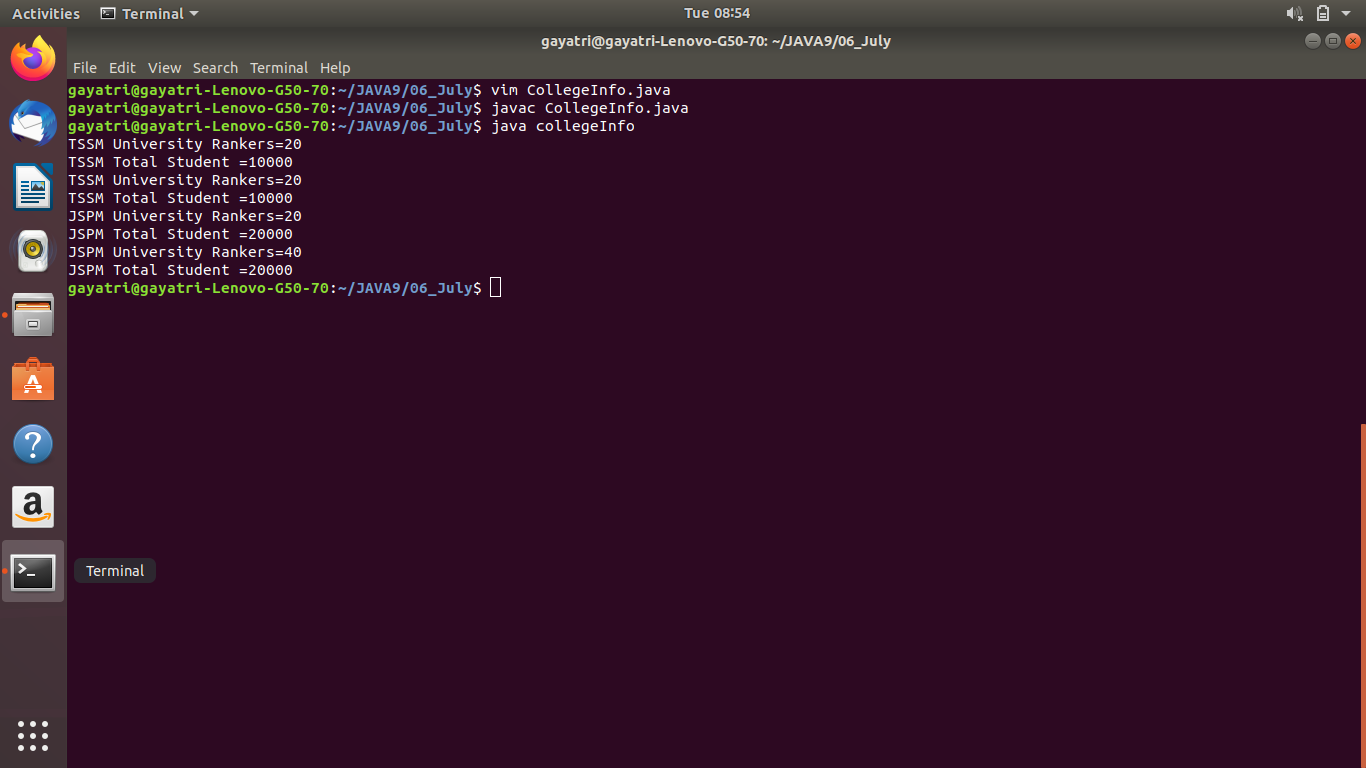 Activities Terminal Tue 08:54
gayatri@gayatri-Lenovo-G50-70: ~/JAVA9/06_July
File Edit View Search Terminal Help
gayatri@gayatri-Lenovo-G50-70:~/JAVA9/06_July$ vim CollegeInfo.java
gayatri@gayatri-Lenovo-G50-70:~/JAVA9/06_July$ javac CollegeInfo.java
gayatri@gayatri-Lenovo-G50-70:~/JAVA9/06_July$ java collegeInfo
TSSM University Rankers=20
TSSM Total Student =10000
TSSM University Rankers=20
TSSM Total Student =10000
JSPM University Rankers=20
JSPM Total Student =20000
JSPM University Rankers=40
JSPM Total Student =20000
gayatri@gayatri-Lenovo-G50-70:~/JAVA9/06_July$
Terminal